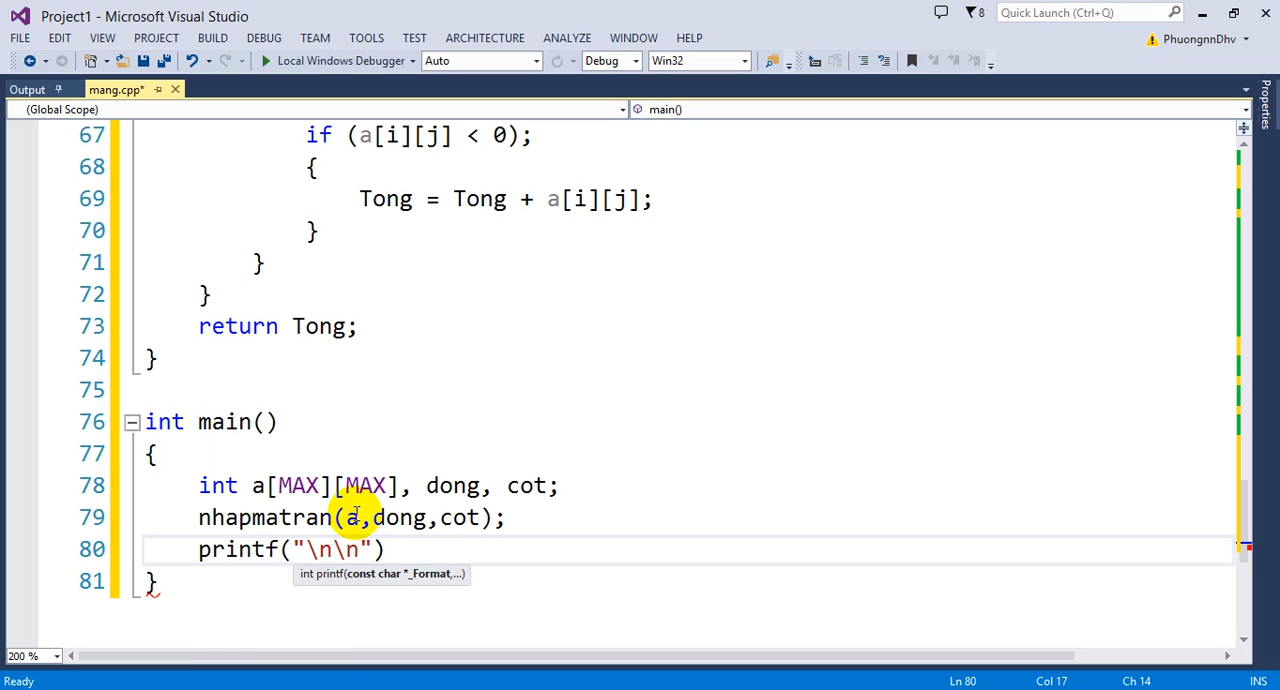 Project1 - Microsoft Visual Studio
8
Quick Launch (Ctrl+Q)
FILE EDIT VIEW PROJECT BUILD DEBUG TEAM TOOLS TEST ARCHITECTURE ANALYZE WINDOW HELP
PhuongnnDhv
Local Windows Debugger Auto Debug Win32
Output mang.cpp*
(Global Scope) main()
Properties
67 if (a[i][j] < 0);
68 {
69 Tong = Tong + a[i][j];
70 }
71 }
72 }
73 return Tong;
74 }
75
76 int main()
77 {
78 int a[MAX][MAX], dong, cot;
79 nhapmatran(a,dong,cot);
80 printf("\n\n")
int printf(const char *_Format,...)
81 }
200 %
Ready Ln 80 Col 17 Ch 14 INS